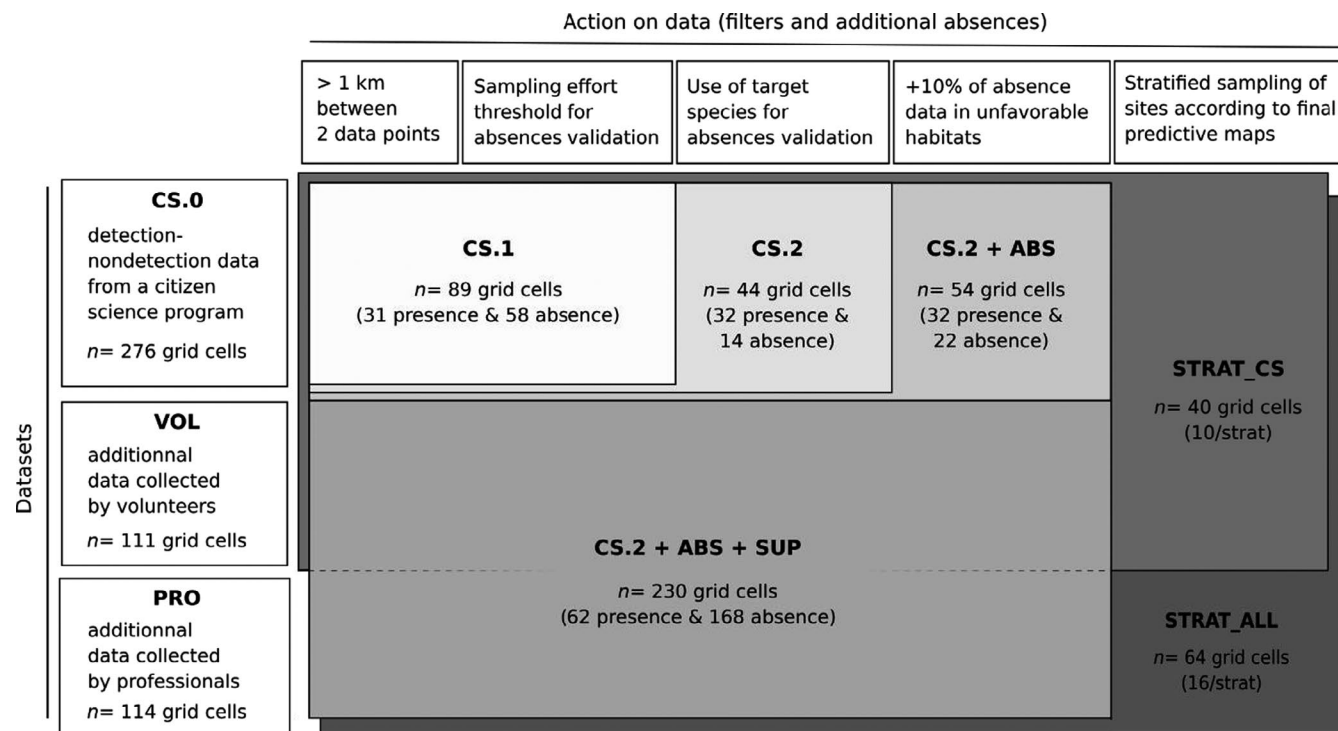 Action on data (filters and additional absences)
> 1 km
between
2 data points
Sampling effort
threshold for
absences validation
Use of target
species for
absences validation
+10% of absence
data in unfavorable
habitats
Stratified sampling of
sites according to final
predictive maps
Datasets
CS.0
detection-
nondetection data
from a citizen
science program
n= 276 grid cells
CS.1
n= 89 grid cells
(31 presence & 58 absence)
CS.2
n= 44 grid cells
(32 presence &
14 absence)
CS.2 + ABS
n= 54 grid cells
(32 presence &
22 absence)
STRAT_CS
n= 40 grid cells
(10/strat)
VOL
additionnal
data collected
by volunteers
n= 111 grid cells
CS.2 + ABS + SUP
n= 230 grid cells
(62 presence & 168 absence)
PRO
additionnal
data collected
by professionals
n= 114 grid cells
STRAT_ALL
n= 64 grid cells
(16/strat)